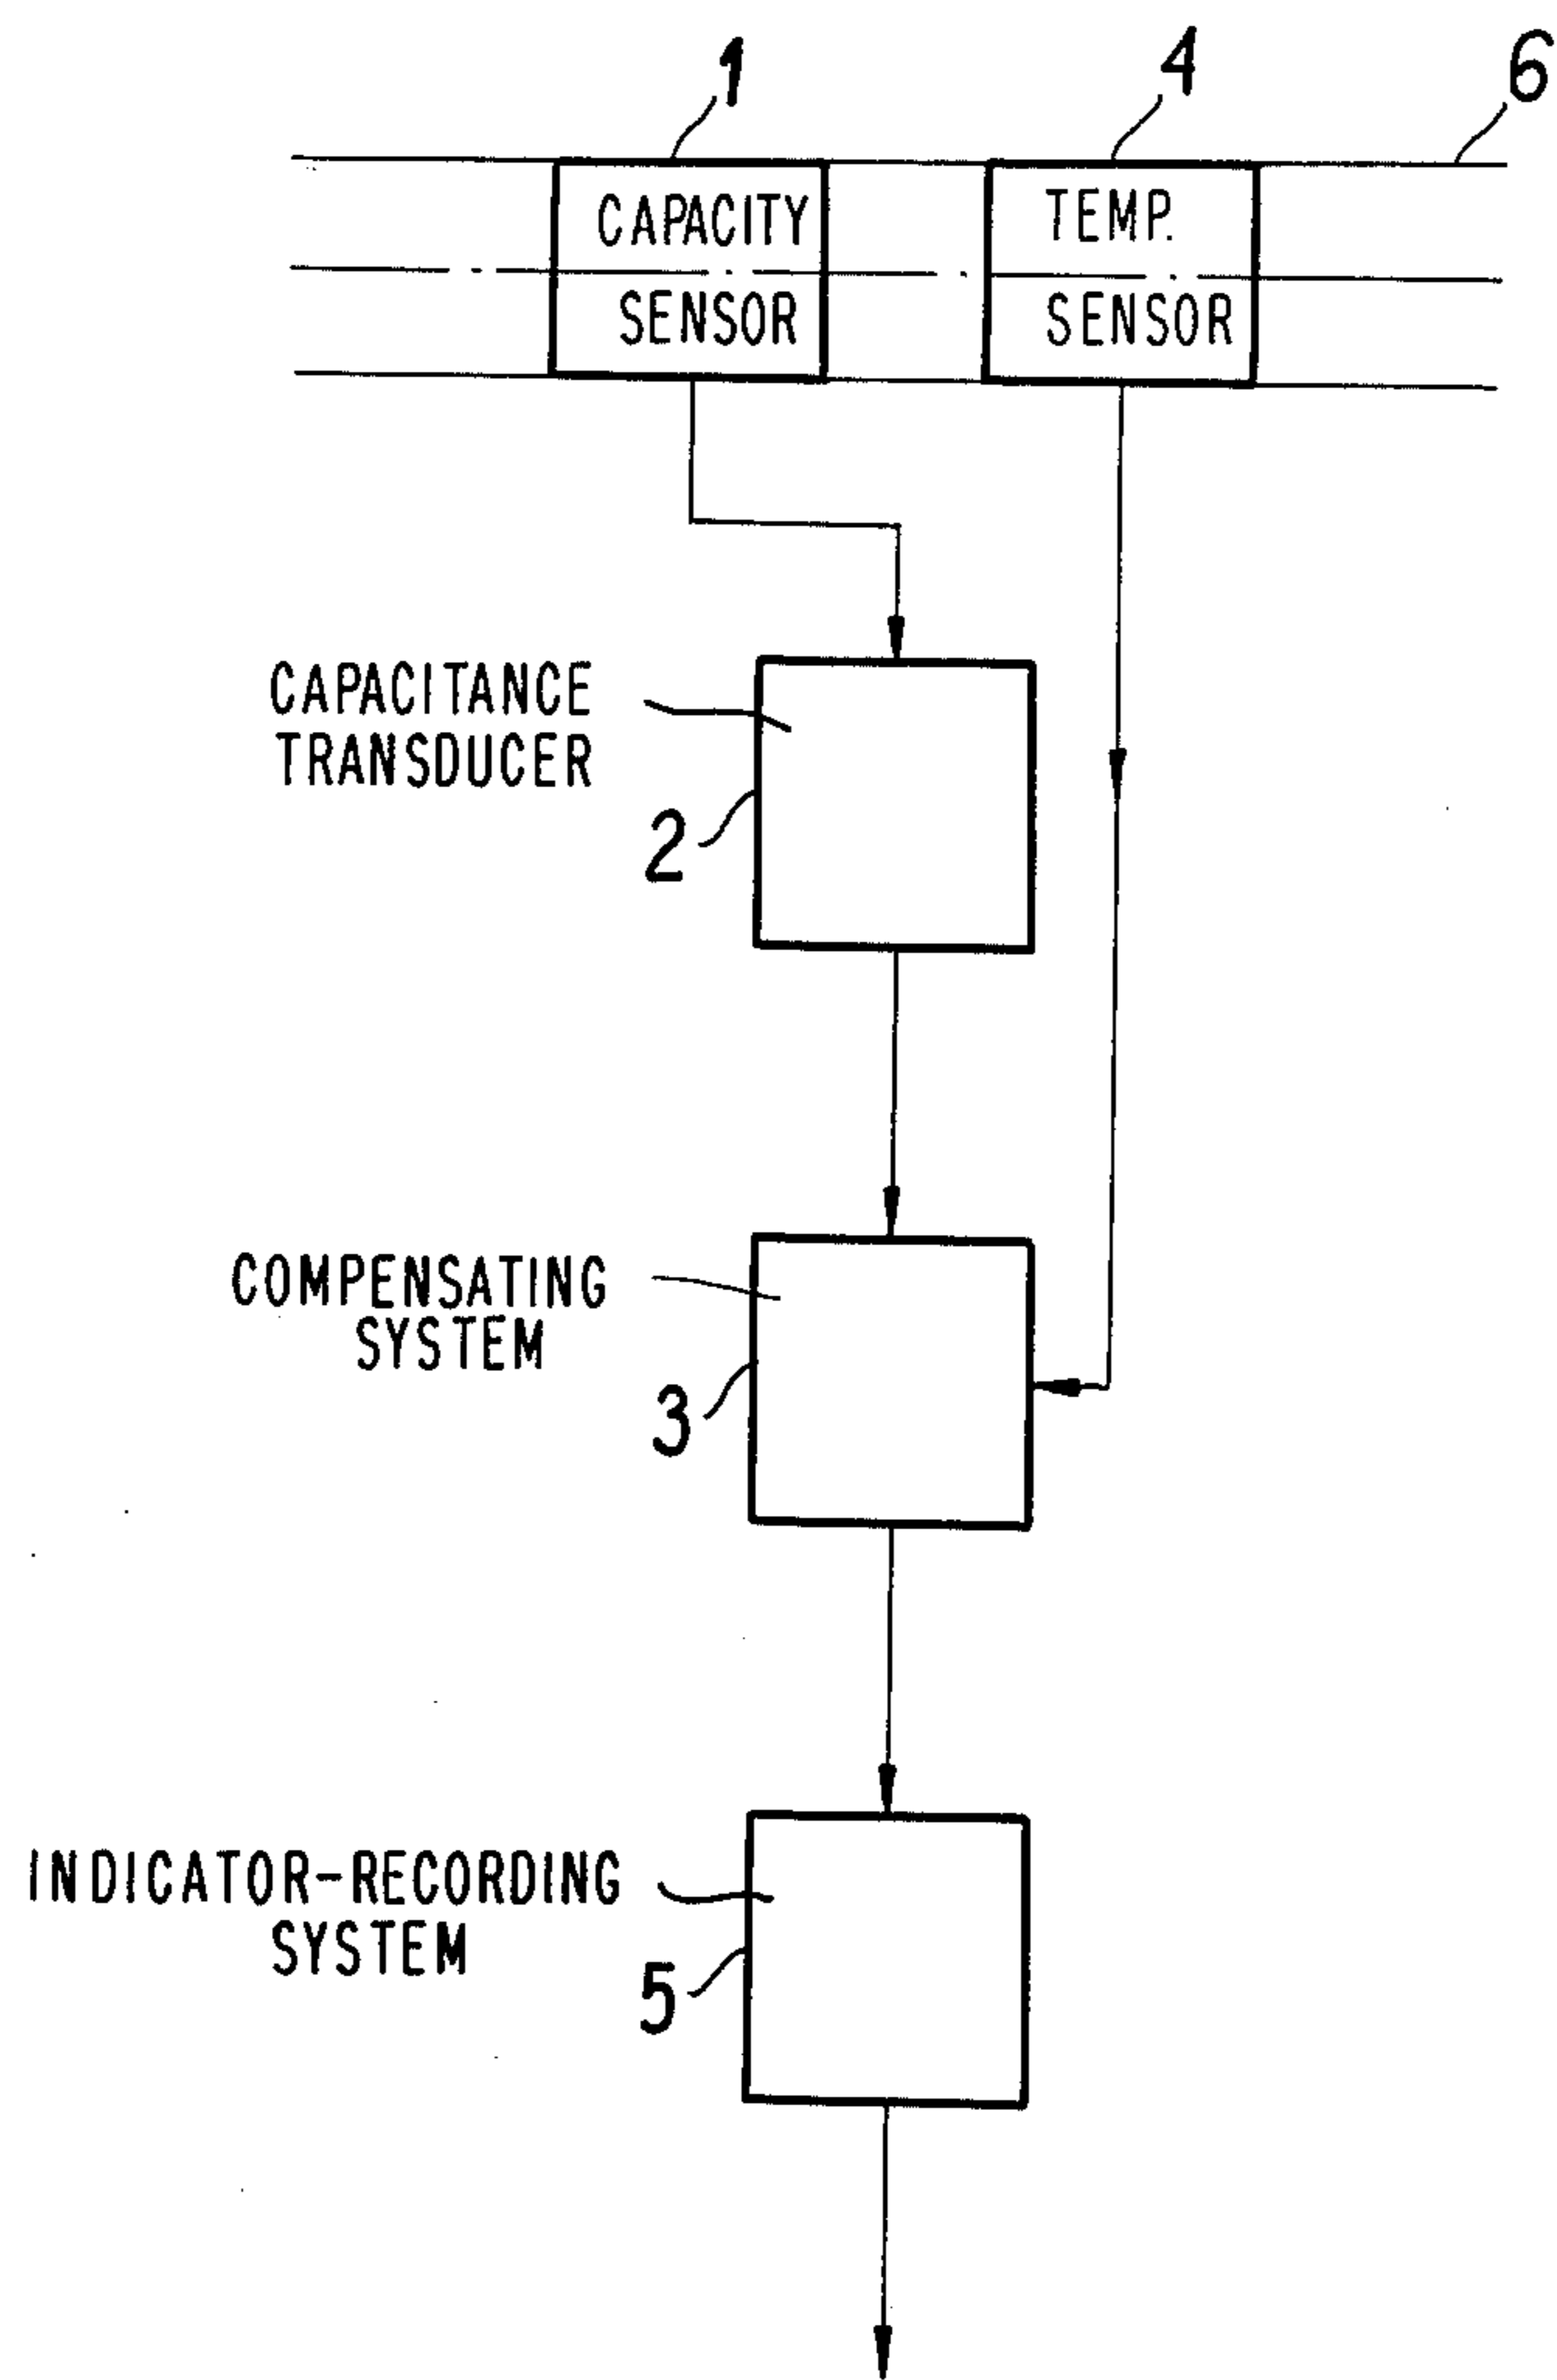 1
4
6
CAPACITY
SENSOR
TEMP.
SENSOR
CAPACITANCE
TRANSDUCER
2
COMPENSATING
SYSTEM
3
INDICATOR-RECORDING
SYSTEM
5